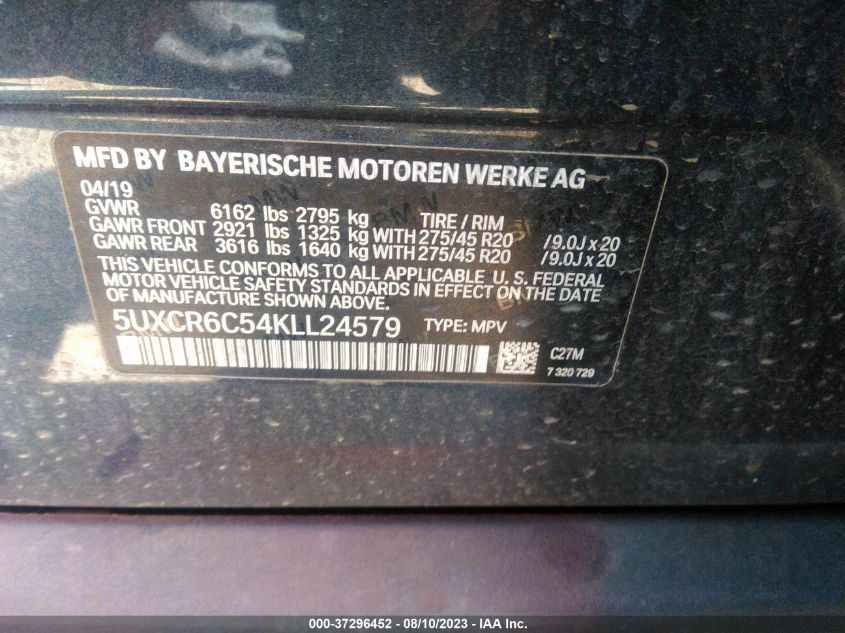 MFD BY BAYERISCHE MOTOREN WERKE AG
04/19
GVWR 6162 lbs 2795 kg TIRE / RIM
GAWR FRONT 2921 lbs 1325 kg WITH 275/45 R20 /9.0J x 20
GAWR REAR 3616 lbs 1640 kg WITH 275/45 R20 /9.0J x 20
THIS VEHICLE CONFORMS TO ALL APPLICABLE U. S. FEDERAL
MOTOR VEHICLE SAFETY STANDARDS IN EFFECT ON THE DATE
OF MANUFACTURE SHOWN ABOVE.
5UXCR6C54KLL24579 TYPE: MPV
C27M
7 320 729
000-37296452 - 08/10/2023 - IAA Inc.